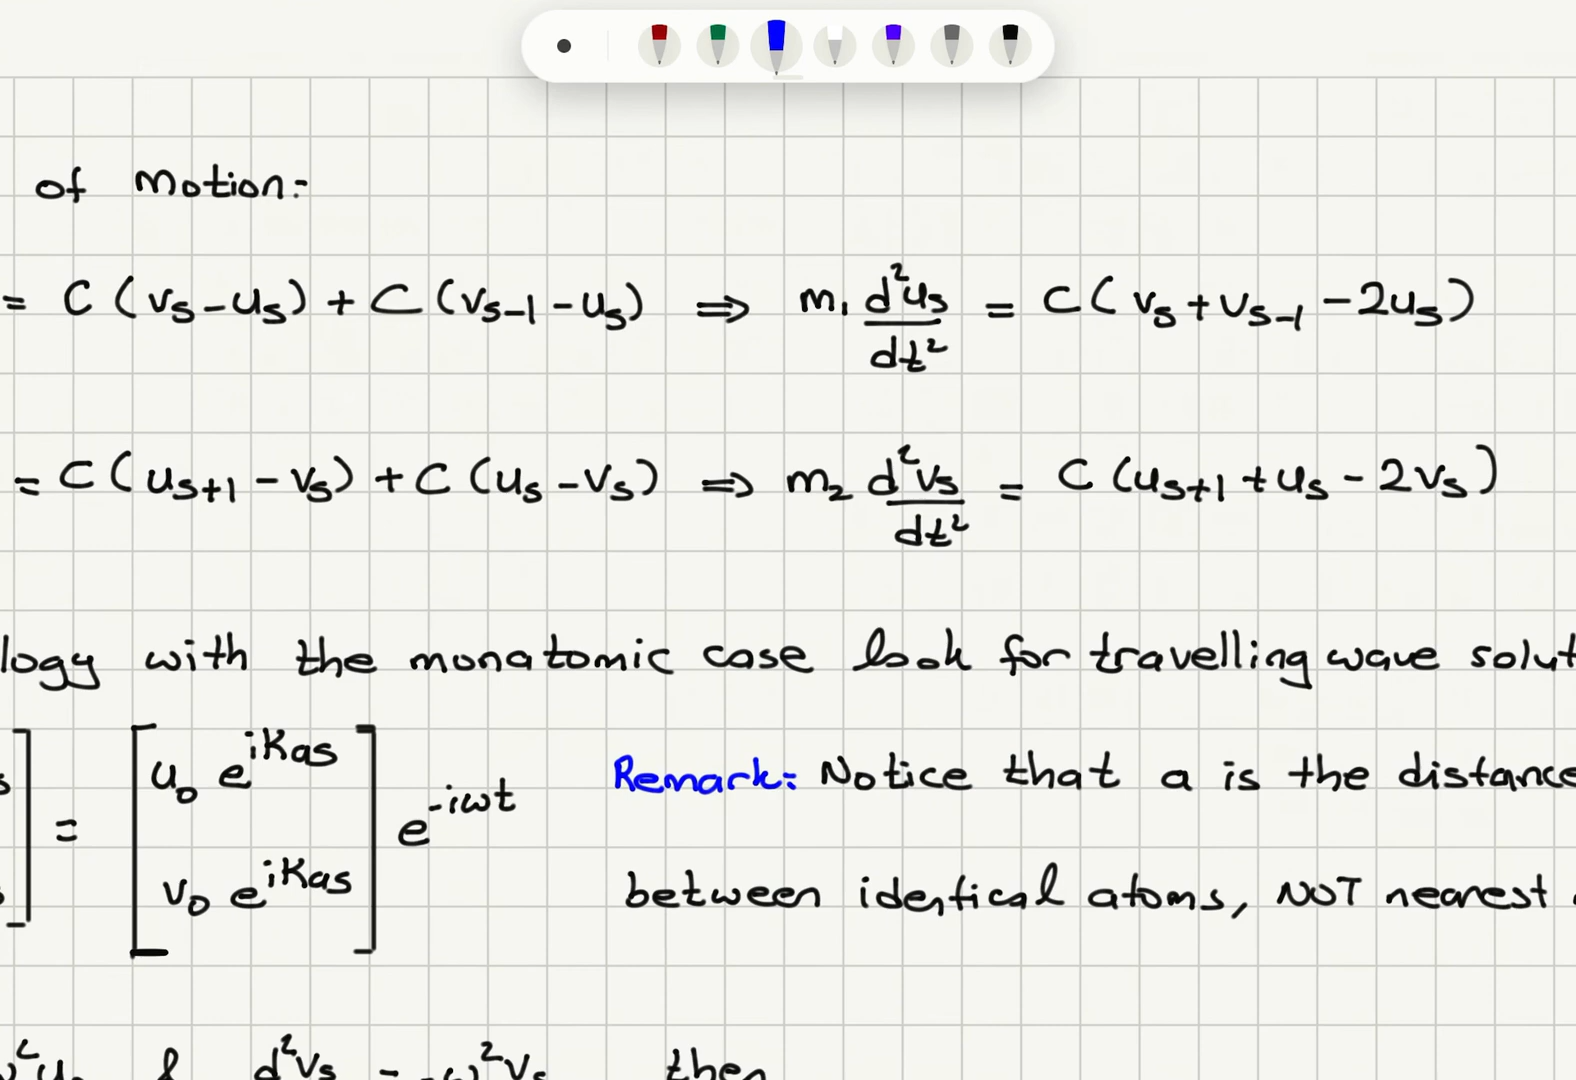 of motion:
= C (vₛ - uₛ) + C (vₛ₋₁ - uₛ) ⇒ m₁ d²uₛ/dt² = C( vₛ + vₛ₋₁ - 2uₛ)
= C (uₛ₊₁ - vₛ) + C (uₛ - vₛ) ⇒ m₂ d²vₛ/dt² = C (uₛ₊₁ + uₛ - 2vₛ)
logy with the monatomic case look for travelling wave solut
s] = [u₀ e^{iKas} v₀ e^{iKas}] e^{-iωt}
Remark: Notice that a is the distance
between identical atoms, NOT nearest
² & d²vₛ = -ω²vₛ then